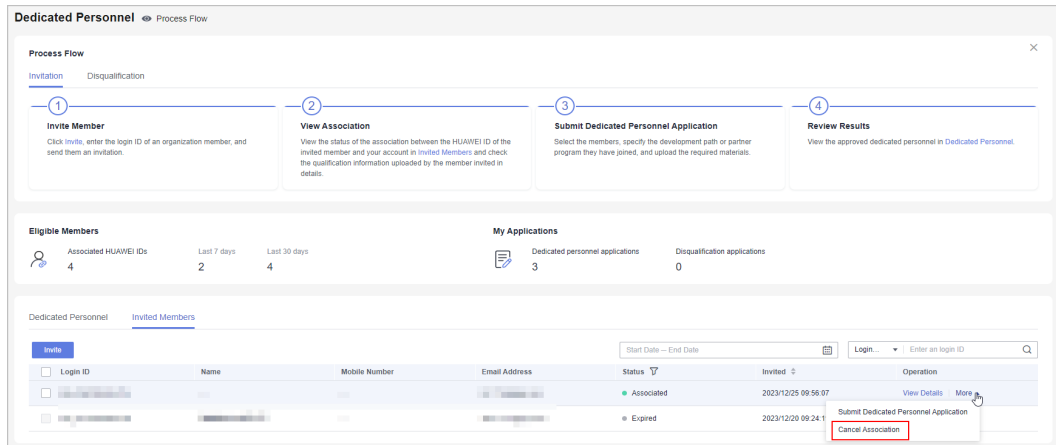 Dedicated Personnel Process Flow
Process Flow
Invitation Disqualification
1 2 3 4
Invite Member
Click Invite, enter the login ID of an organization member, and
send them an invitation.
View Association
View the status of the association between the HUAWEI ID of the
invited member and your account in Invited Members and check
the qualification information uploaded by the member invited in
details.
Submit Dedicated Personnel Application
Select the members, specify the development path or partner
program they have joined, and upload the required materials.
Review Results
View the approved dedicated personnel in Dedicated Personnel.
Eligible Members
Associated HUAWEI IDs Last 7 days Last 30 days
4 2 4
My Applications
Dedicated personnel applications Disqualification applications
3 0
Dedicated Personnel Invited Members
Invite Start Date – End Date Login... Enter an login ID
Login ID Name Mobile Number Email Address Status Invited Operation
Associated 2023/12/25 09:56:07 View Details More
Expired 2023/12/20 09:24:1
Submit Dedicated Personnel Application
Cancel Association